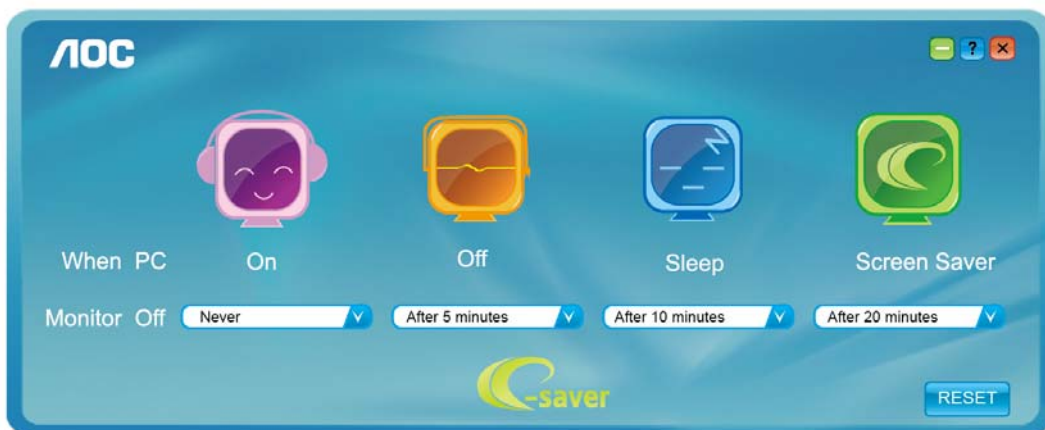 AOC
?
When PC On Off Sleep Screen Saver
Monitor Off Never After 5 minutes After 10 minutes After 20 minutes
e-saver
RESET